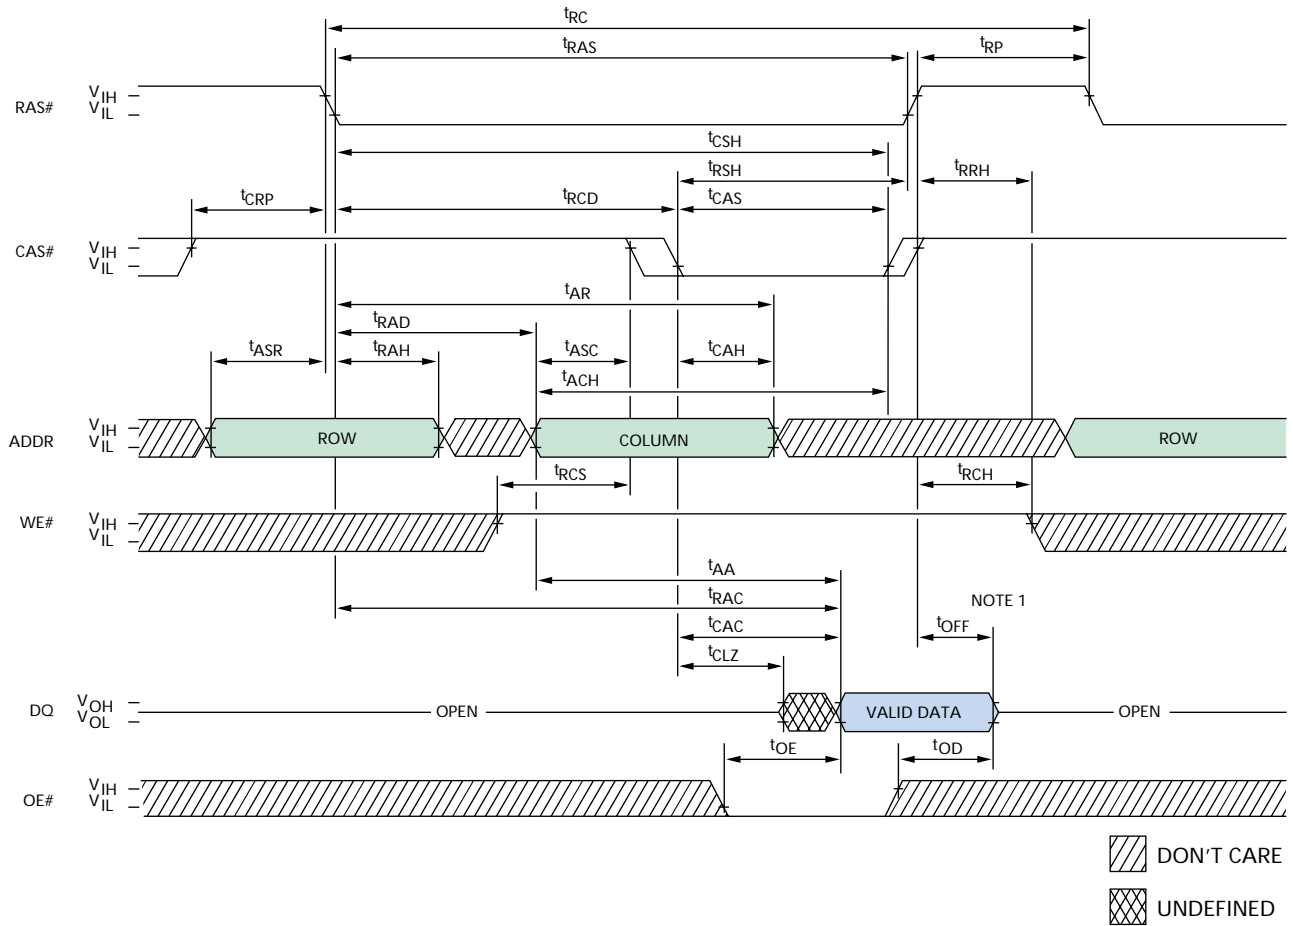 tRC
tRAS
tRP
RAS#
VIH
VIL
tCSH
tRSH
tRRH
tCRP
tRCD
tCAS
CAS#
VIH
VIL
tAR
tRAD
tASR
tRAH
tASC
tCAH
tACH
ADDR
VIH
VIL
ROW
COLUMN
ROW
tRCS
tRCH
WE#
VIH
VIL
tAA
tRAC
NOTE 1
tCAC
tOFF
tCLZ
DQ
VOH
VOL
OPEN
VALID DATA
OPEN
tOE
tOD
OE#
VIH
VIL
DON'T CARE
UNDEFINED